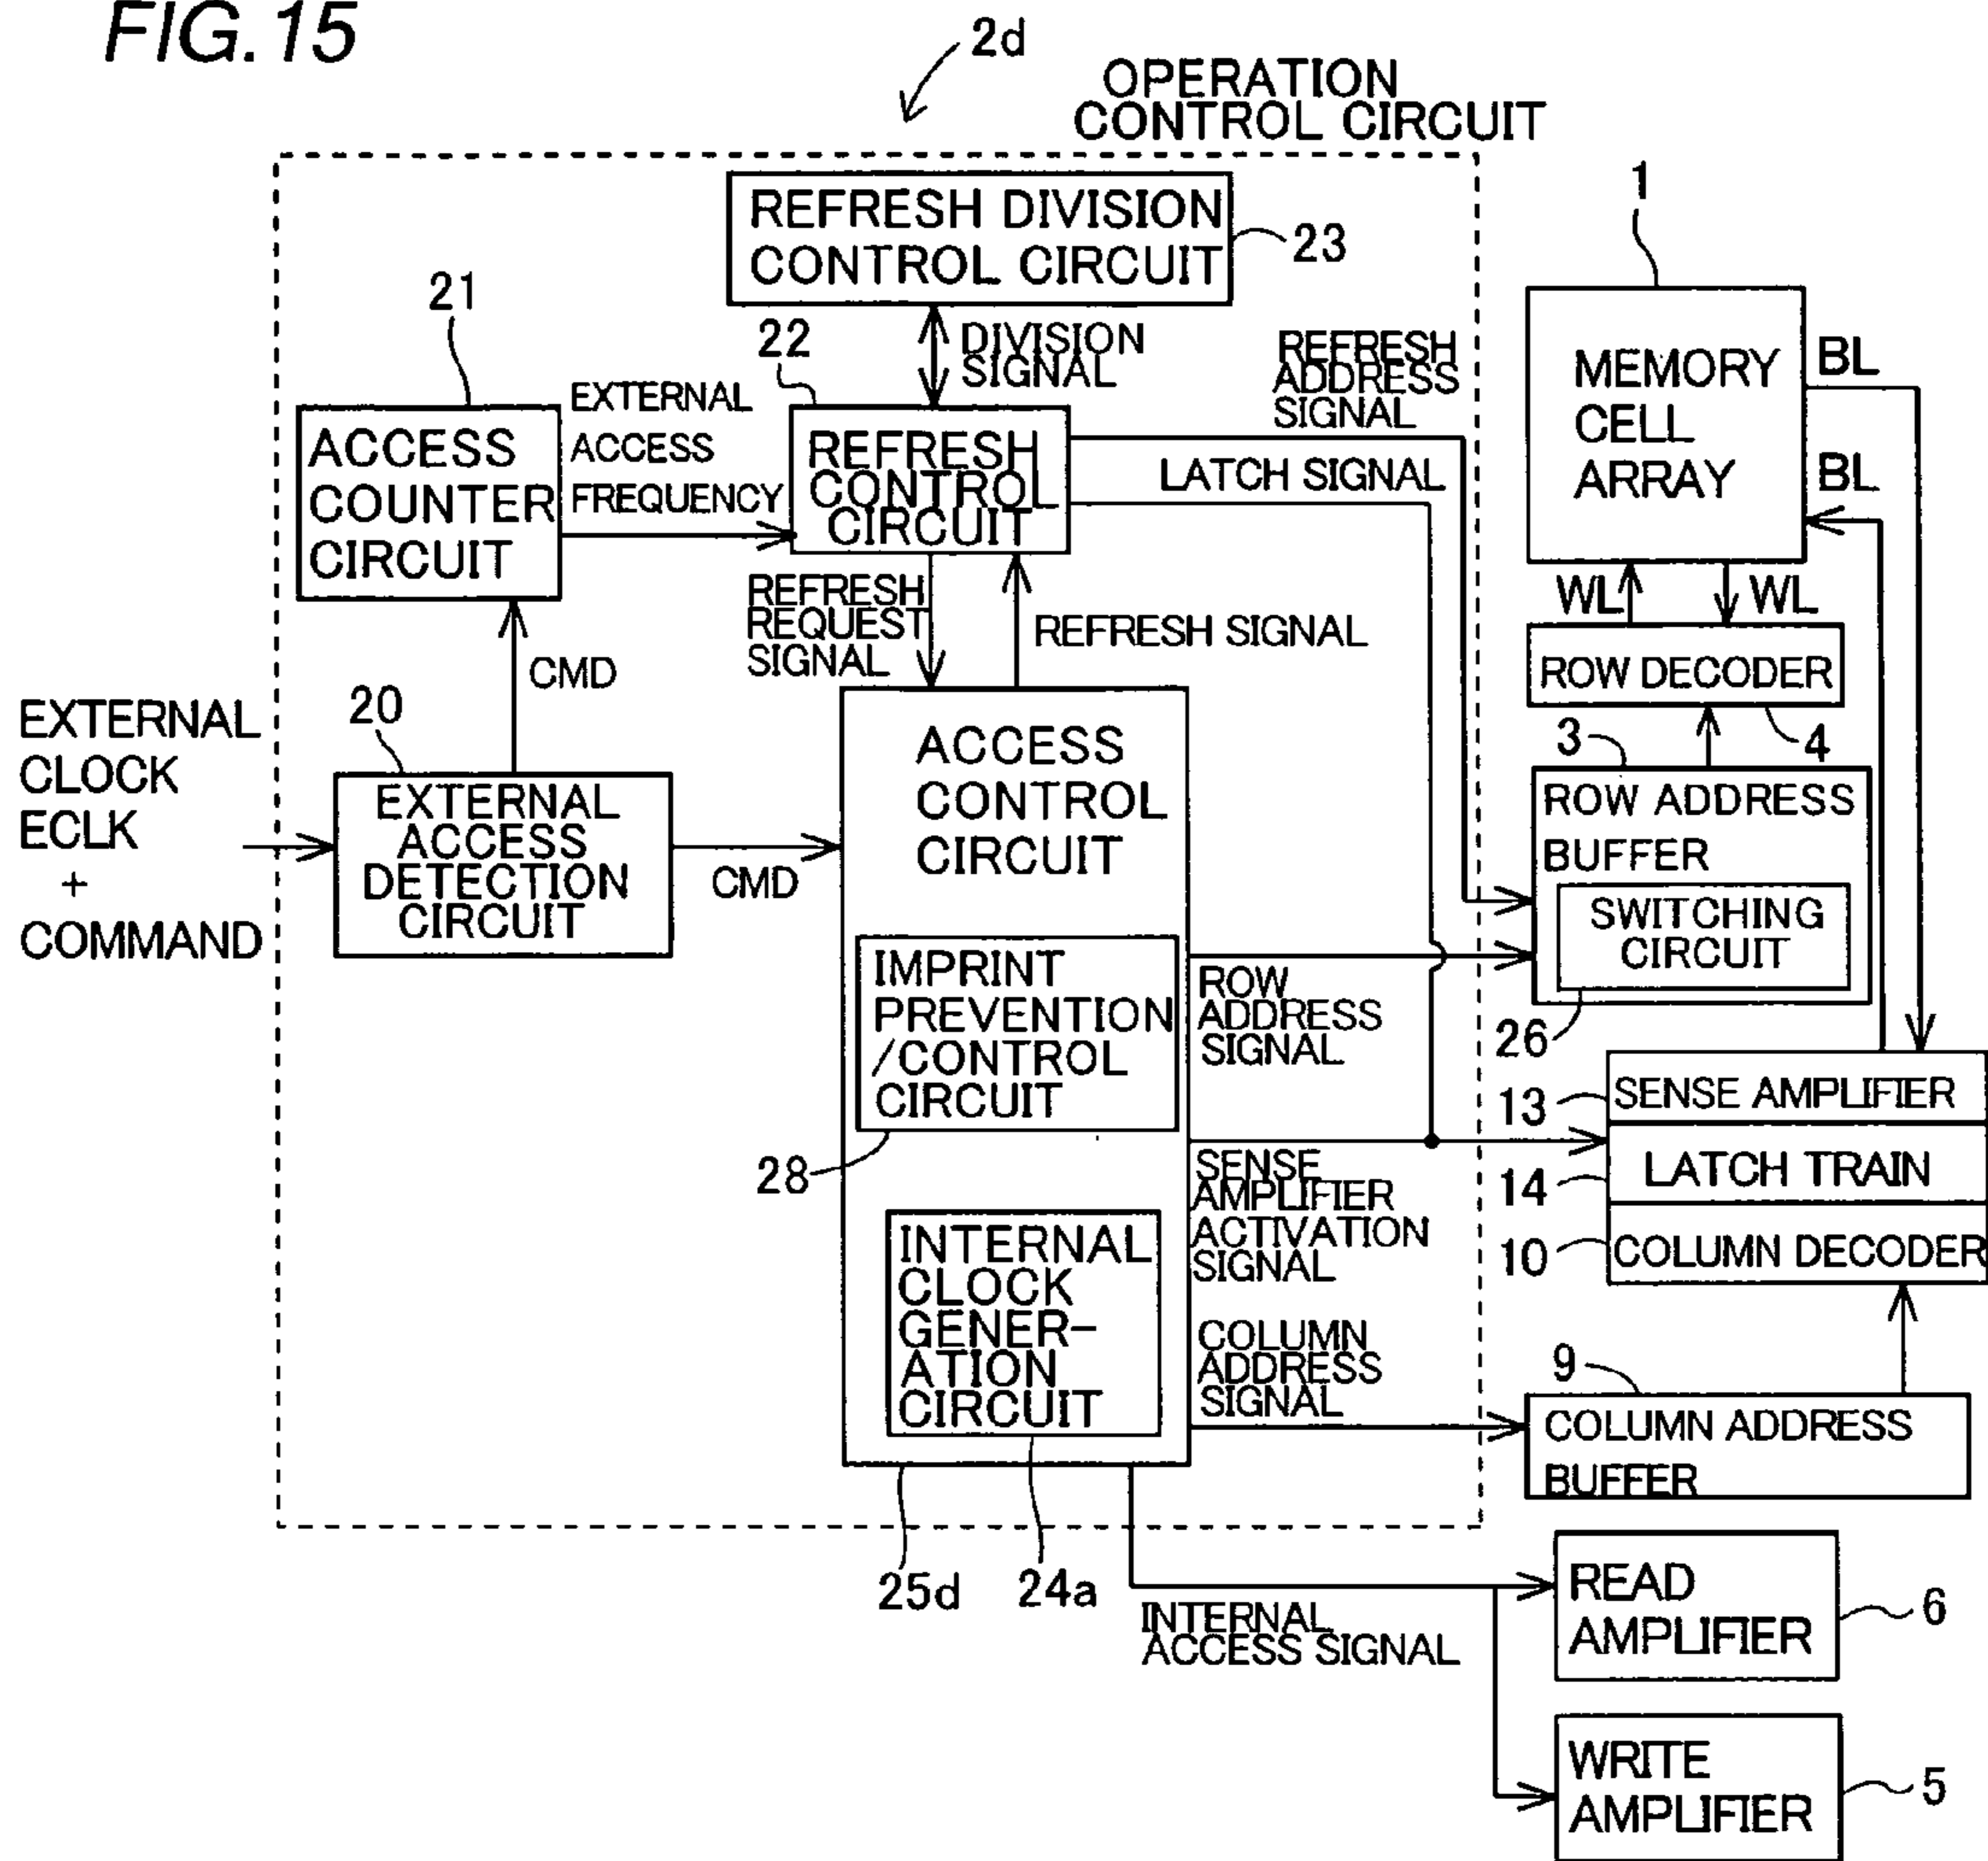 FIG. 15
2d
OPERATION
CONTROL CIRCUIT
REFRESH DIVISION
CONTROL CIRCUIT
23
1
21
22
DIVISION
SIGNAL
REFRESH
ADDRESS
SIGNAL
MEMORY
CELL
ARRAY
BL
BL
ACCESS
COUNTER
CIRCUIT
EXTERNAL
ACCESS
FREQUENCY
REFRESH
CONTROL
CIRCUIT
LATCH SIGNAL
REFRESH
REQUEST
SIGNAL
REFRESH SIGNAL
WL
WL
ROW DECODER
4
CMD
EXTERNAL
CLOCK
ECLK
+
COMMAND
20
EXTERNAL
ACCESS
DETECTION
CIRCUIT
CMD
ACCESS
CONTROL
CIRCUIT
3
ROW ADDRESS
BUFFER
SWITCHING
CIRCUIT
26
IMPRINT
PREVENTION
/CONTROL
CIRCUIT
28
ROW
ADDRESS
SIGNAL
13
SENSE AMPLIFIER
14
LATCH TRAIN
10
COLUMN DECODER
SENSE
AMPLIFIER
ACTIVATION
SIGNAL
INTERNAL
CLOCK
GENER-
ATION
CIRCUIT
COLUMN
ADDRESS
SIGNAL
9
COLUMN ADDRESS
BUFFER
25d
24a
INTERNAL
ACCESS SIGNAL
READ
AMPLIFIER
6
WRITE
AMPLIFIER
5